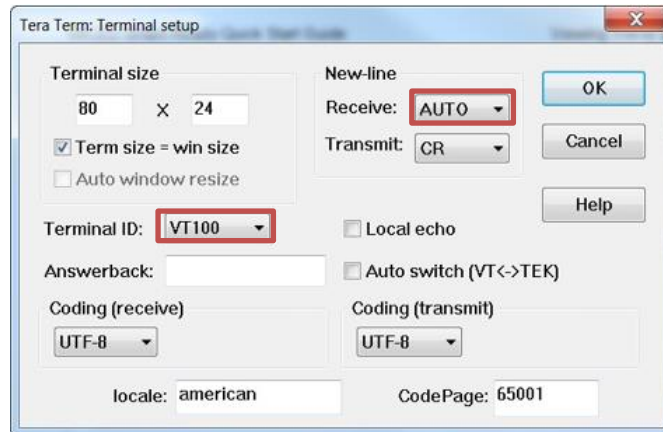 Tera Term: Terminal setup
Terminal size
80 X 24
Term size = win size
Auto window resize
New-line
Receive: AUTO
Transmit: CR
OK
Cancel
Help
Terminal ID: VT100
Local echo
Answerback:
Auto switch (VT<->TEK)
Coding (receive)
UTF-8
Coding (transmit)
UTF-8
locale: american
CodePage: 65001